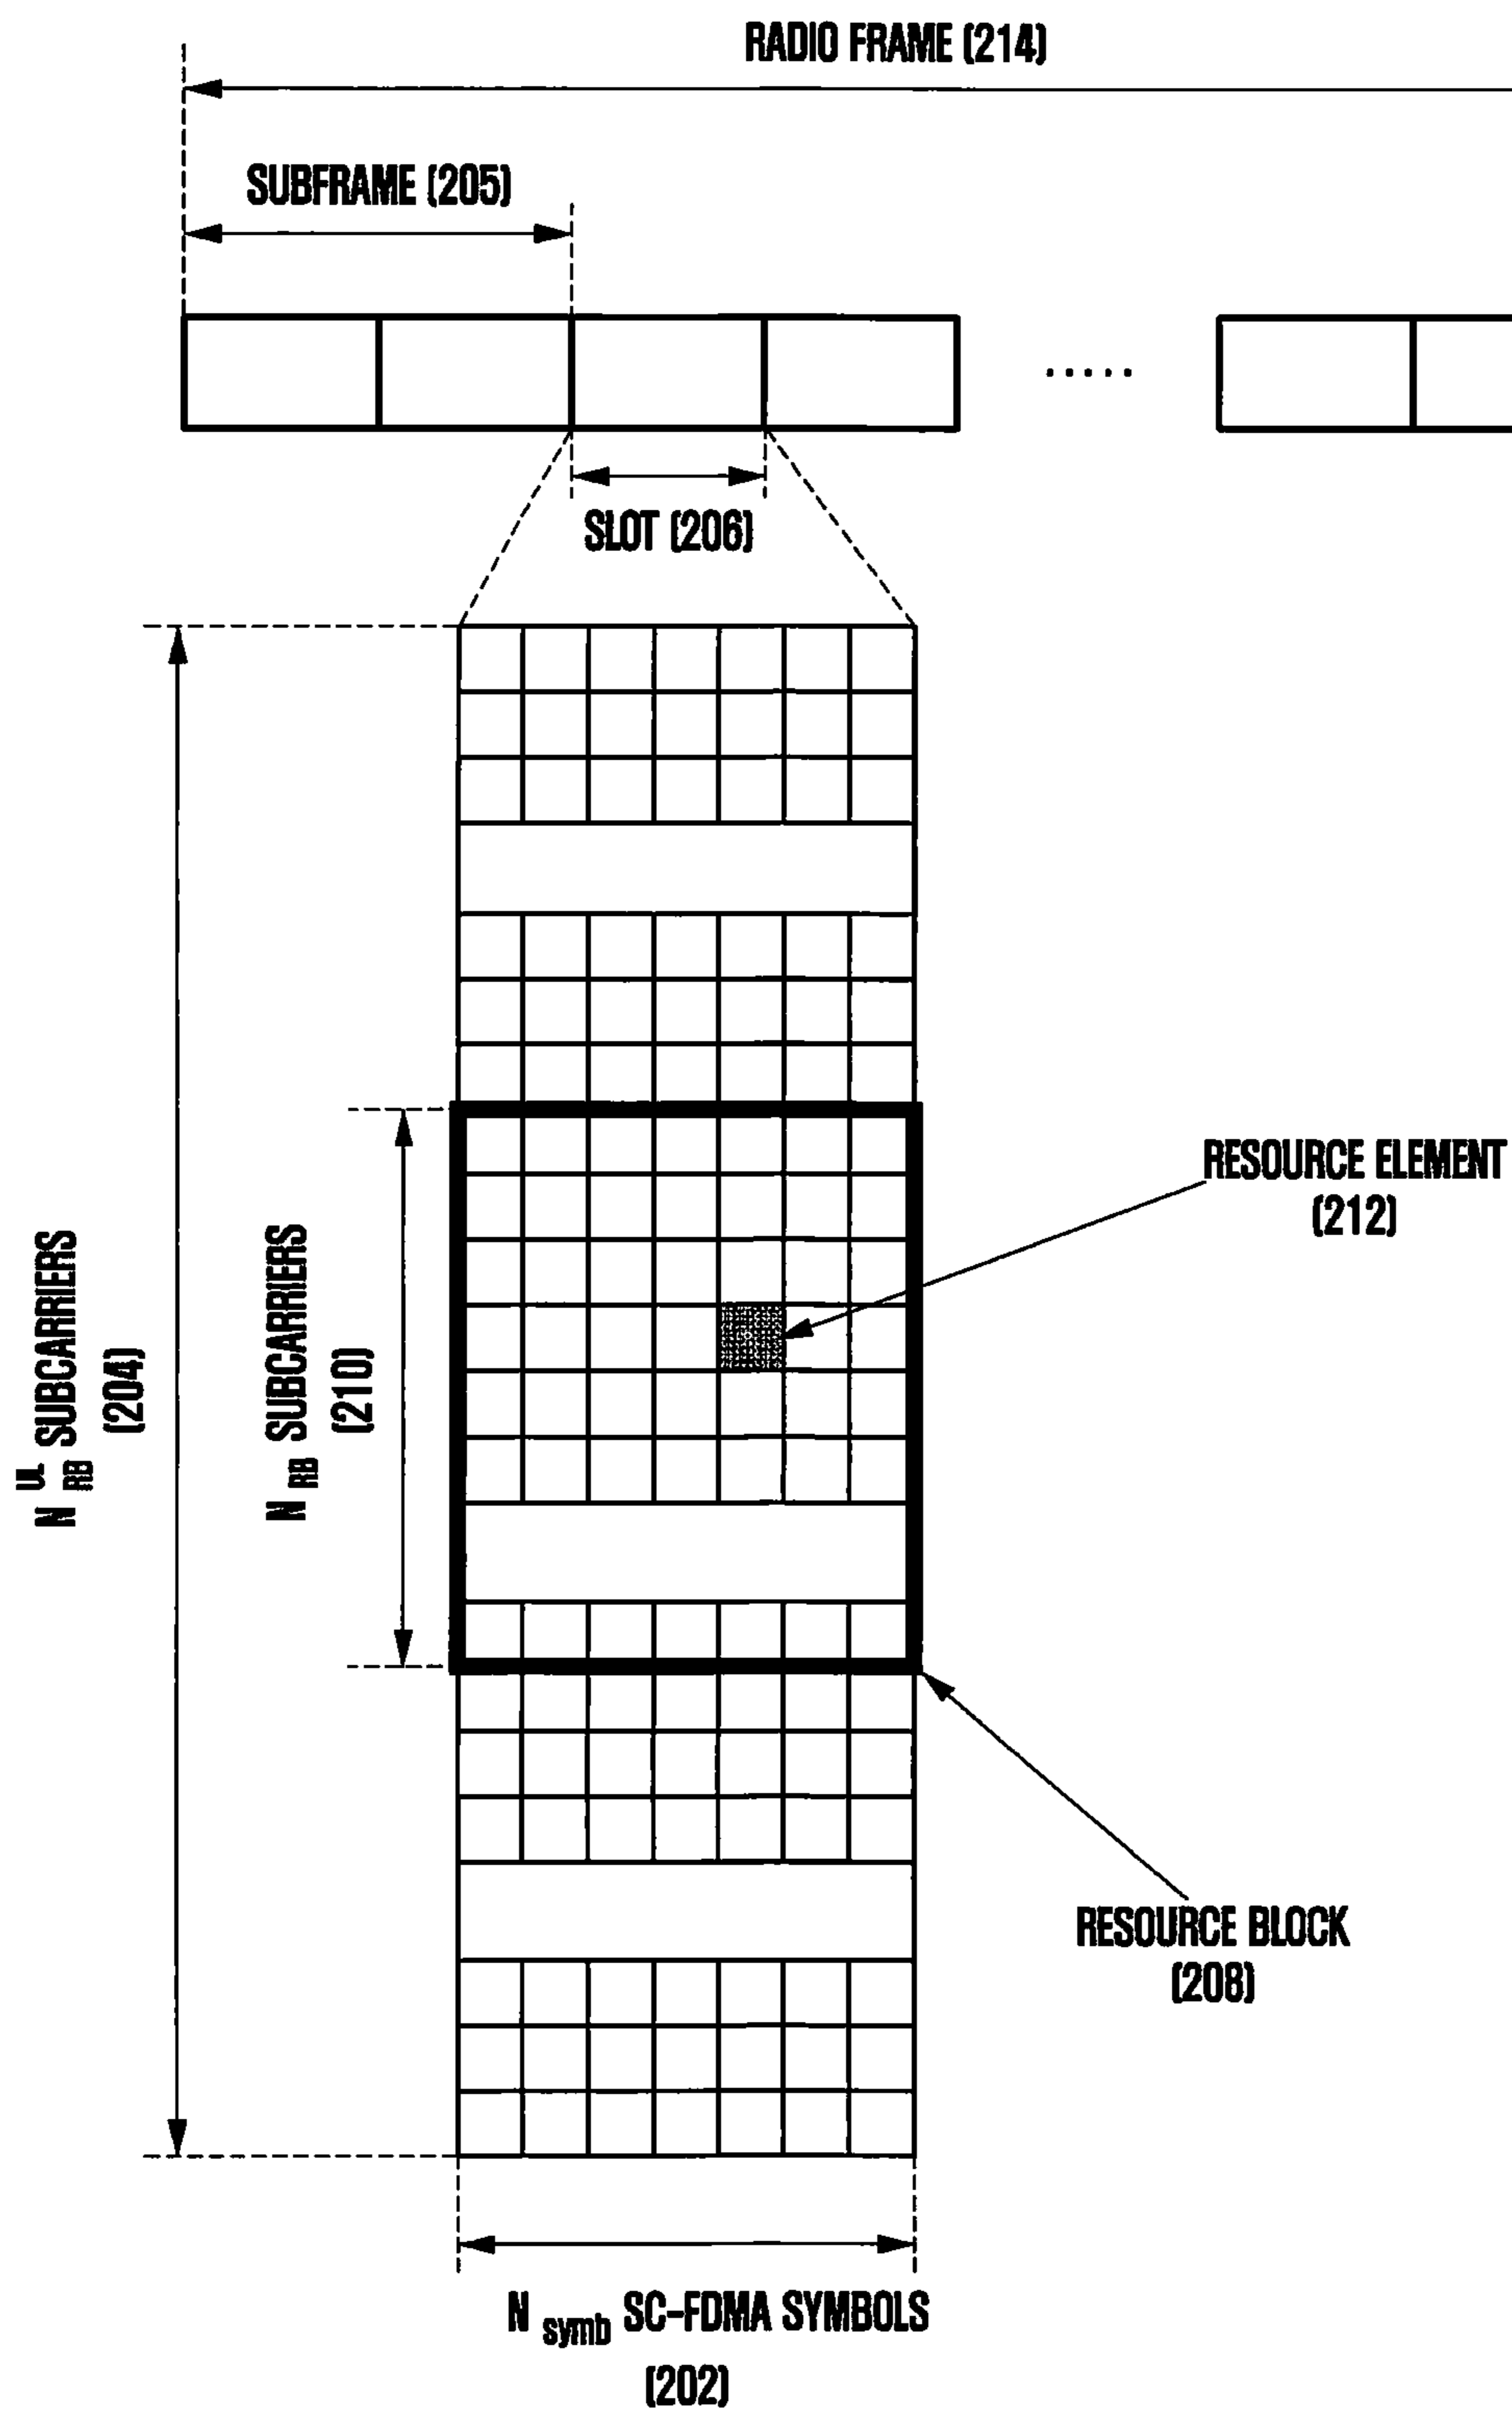 RADIO FRAME (214)
SUBFRAME (205)
.....
SLOT (206)
RESOURCE ELEMENT
(212)
N UL RB SUBCARRIERS
(204)
N RB SUBCARRIERS
(210)
RESOURCE BLOCK
(208)
N symb SC-FDMA SYMBOLS
(202)